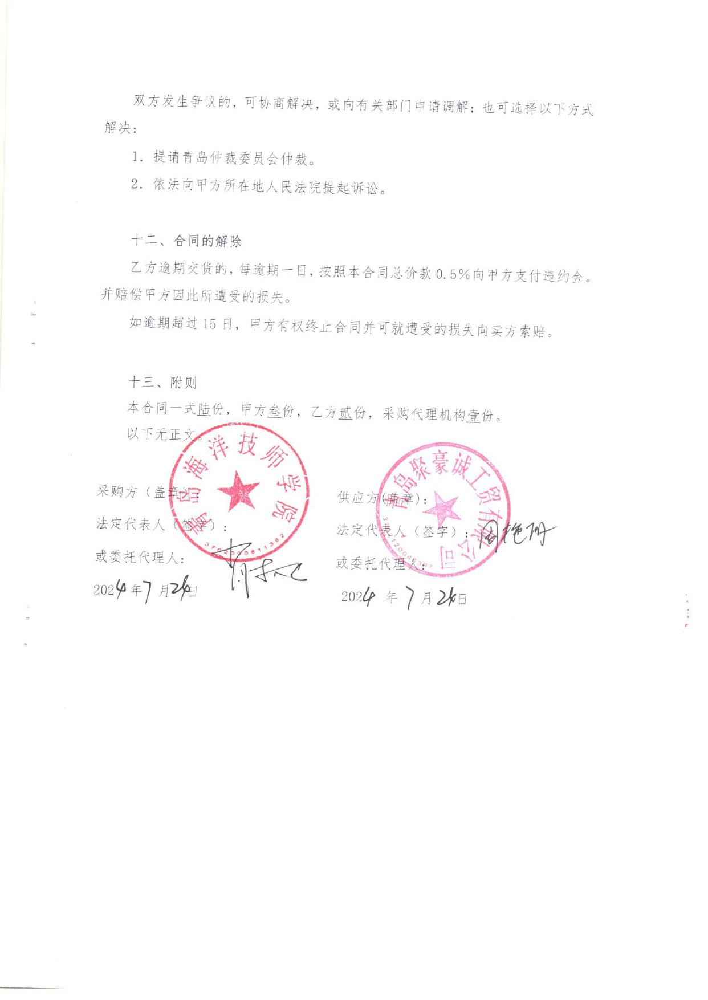 双方发生争议的，可协商解决，或向有关部门申请调解；也可选择以下方式
解决：
1. 提请青岛仲裁委员会仲裁。
2. 依法向甲方所在地人民法院提起诉讼。
十二、合同的解除
乙方逾期交货的，每逾期一日，按照本合同总价款 0.5%向甲方支付违约金。
并赔偿甲方因此所遭受的损失。
如逾期超过 15 日，甲方有权终止合同并可就遭受的损失向卖方索赔。
十三、附则
本合同一式陆份，甲方叁份，乙方贰份，采购代理机构壹份。
以下无正文。
青岛海洋技师学院
3702000611382
采购方（盖章）：
法定代表人（签字）：
或委托代理人：
2024年7月24日
青岛聚豪诚工贸有限公司
供应方(盖章)：
法定代表人（签字）：周艳丹
或委托代理人：
2024 年 7 月 24日